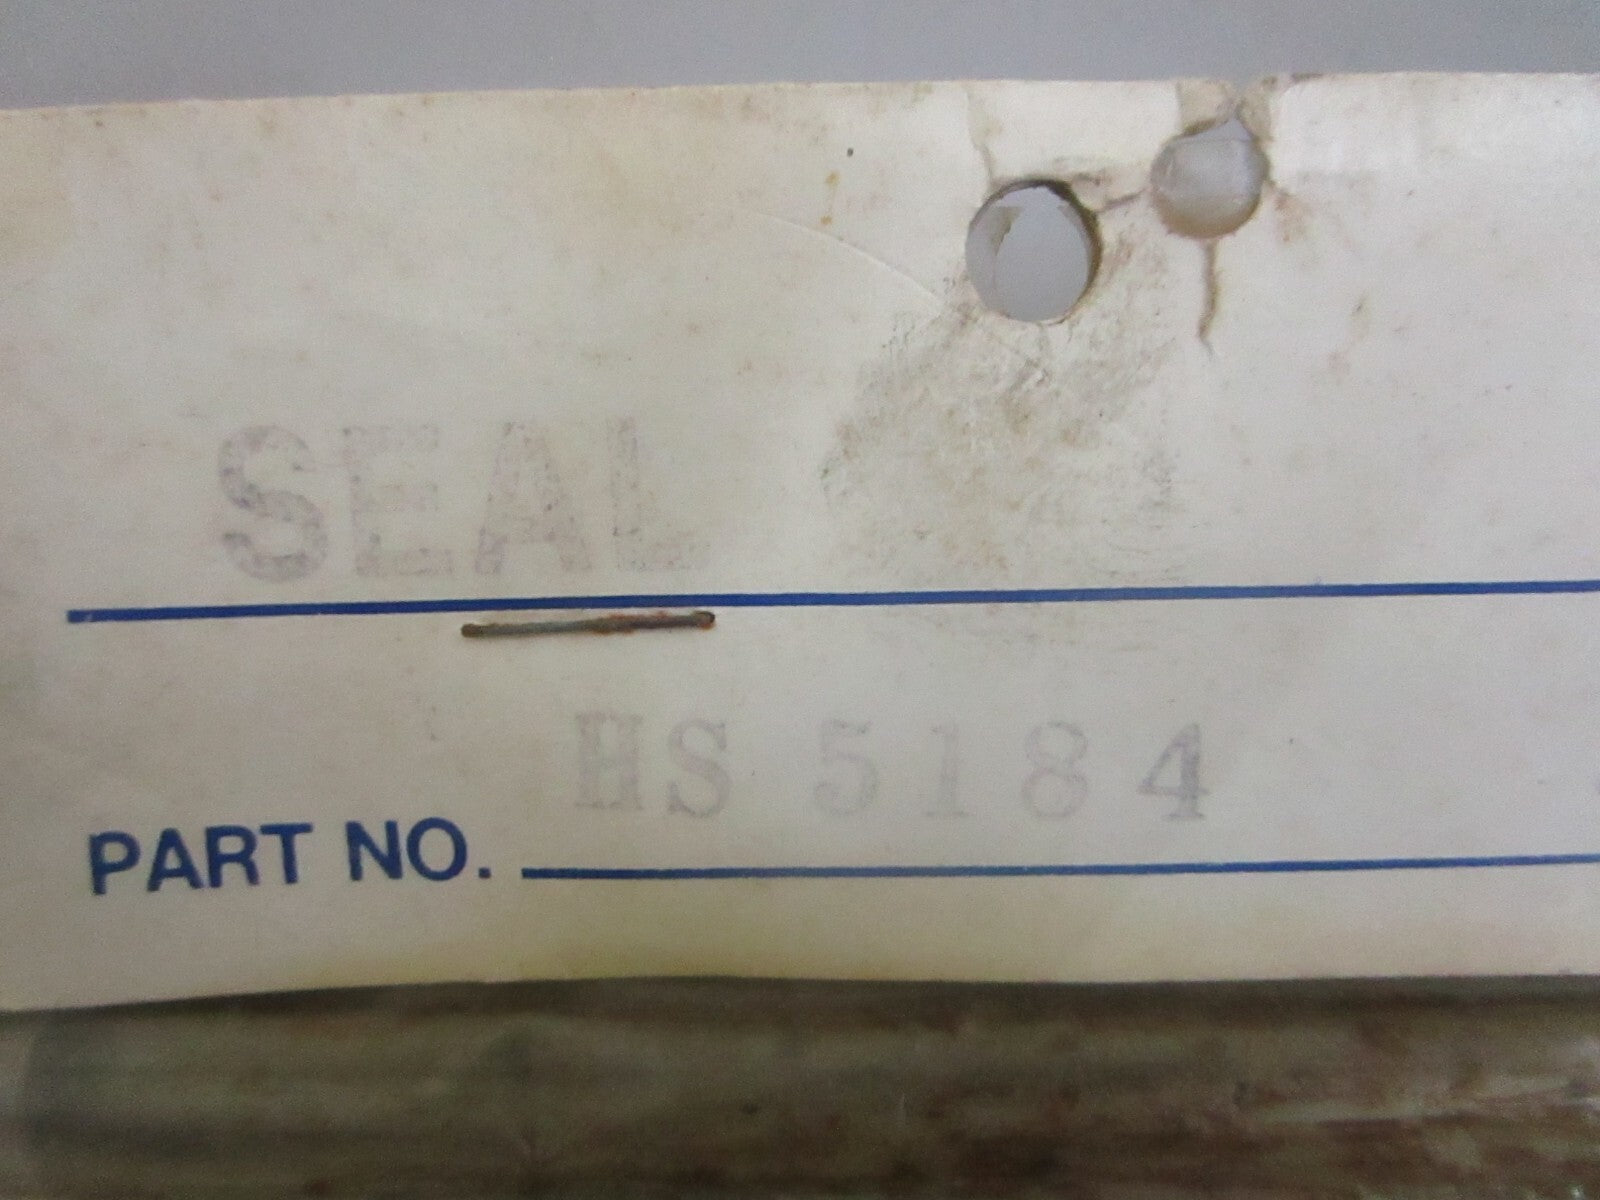 SEAL
HS 5184
PART NO.